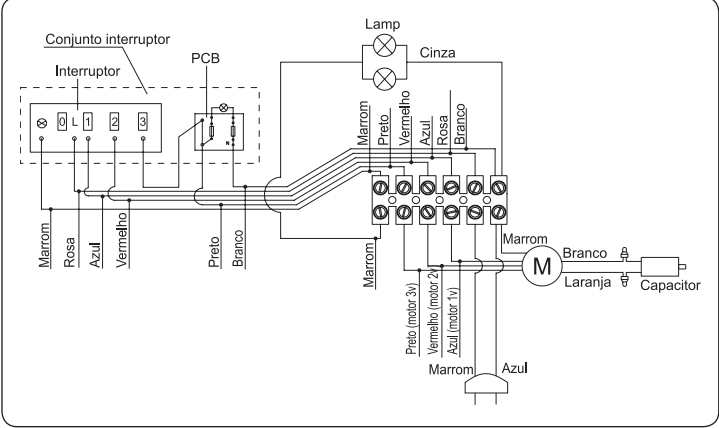 Lamp
Conjunto interruptor
Cinza
PCB
Interruptor
0 L 1 2 3
N
Marrom
Preto
Vermelho
Azul
Rosa
Branco
Marrom
Rosa
Azul
Vermelho
Preto
Branco
Marrom
Preto (motor 3v)
Vermelho (motor 2v)
Azul (motor 1v)
Marrom
M
Branco
Laranja
Capacitor
Marrom
Azul